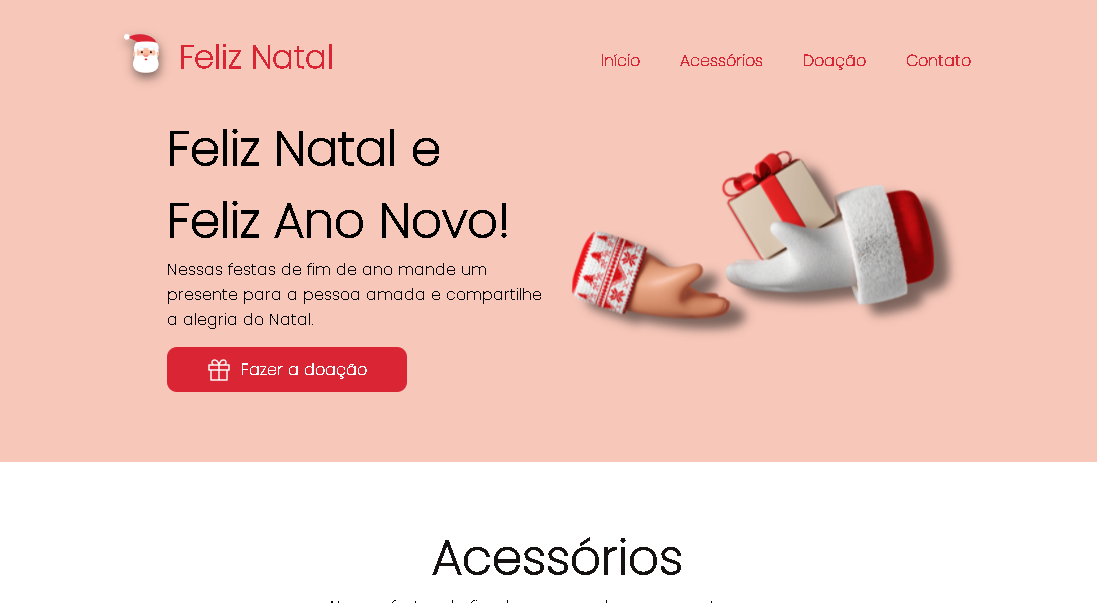 Feliz Natal
Início Acessórios Doação Contato
Feliz Natal e
Feliz Ano Novo!
Nessas festas de fim de ano mande um
presente para a pessoa amada e compartilhe
a alegria do Natal.
Fazer a doação
Acessórios